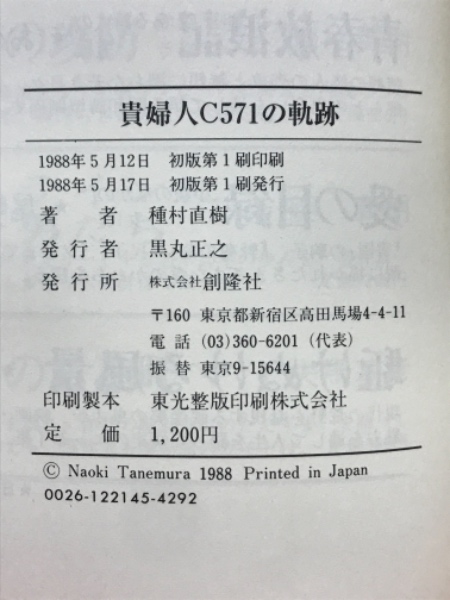 貴婦人C571の軌跡
1988年5月12日 初版第1刷印刷
1988年5月17日 初版第1刷発行
著者 種村直樹
発行者 黒丸正之
発行所 株式会社創隆社
〒160 東京都新宿区高田馬場4-4-11
電話 (03)360-6201 (代表)
振替 東京9-15644
印刷製本 東光整版印刷株式会社
定価 1,200円
© Naoki Tanemura 1988 Printed in Japan
0026-122145-4292